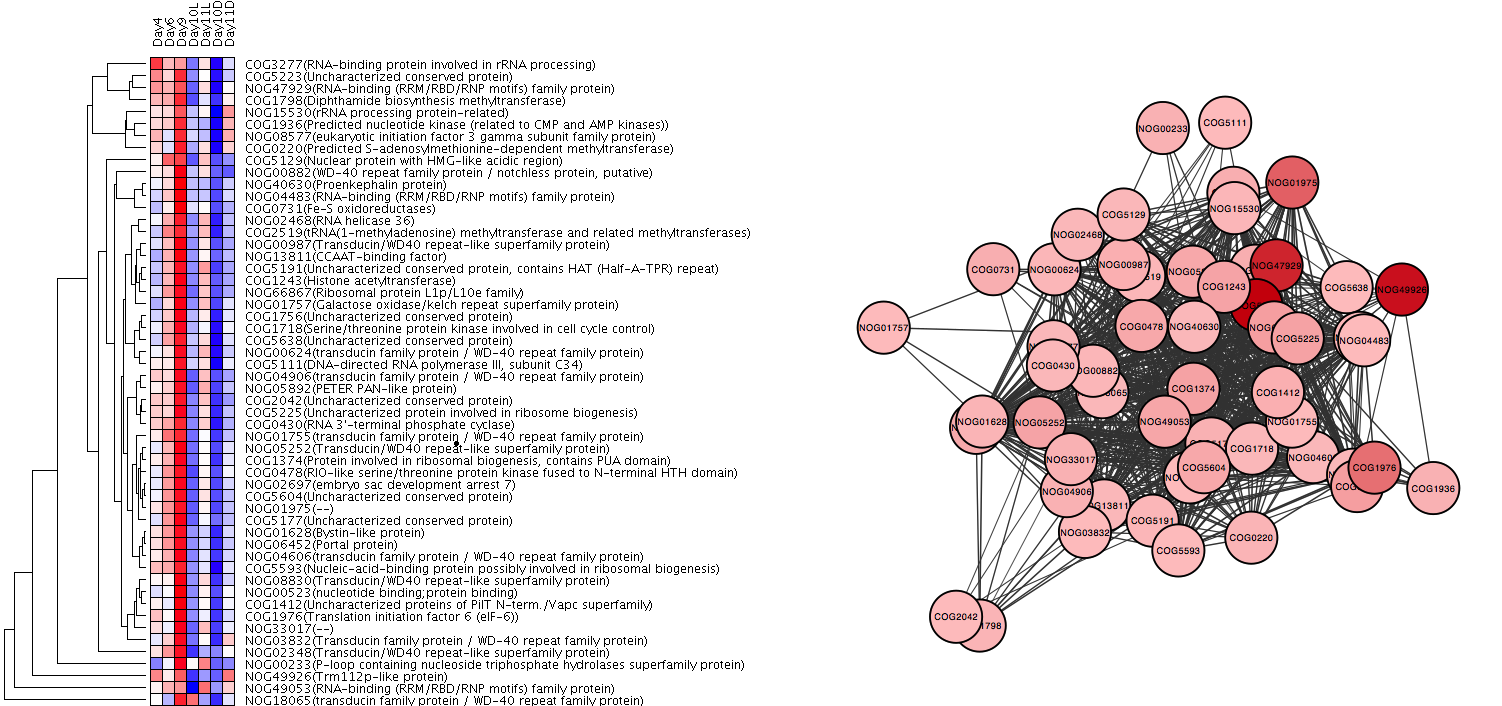 Day4
Day6
Day9
Day10L
Day11L
Day10D
Day11D
COG3277(RNA-binding protein involved in rRNA processing)
COG5223(Uncharacterized conserved protein)
NOG47929(RNA-binding (RRM/RBD/RNP motifs) family protein)
COG1798(Diphthamide biosynthesis methyltransferase)
NOG15530(rRNA processing protein-related)
COG1936(Predicted nucleotide kinase (related to CMP and AMP kinases))
NOG08577(eukaryotic initiation factor 3 gamma subunit family protein)
COG0220(Predicted S-adenosylmethionine-dependent methyltransferase)
COG5129(Nuclear protein with HMG-like acidic region)
NOG00882(WD-40 repeat family protein / notchless protein, putative)
NOG40630(Proenkephalin protein)
NOG04483(RNA-binding (RRM/RBD/RNP motifs) family protein)
COG0731(Fe-S oxidoreductases)
NOG02468(RNA helicase 36)
COG2519(tRNA(1-methyladenosine) methyltransferase and related methyltransferases)
NOG00987(Transducin/WD40 repeat-like superfamily protein)
NOG13811(CCAAT-binding factor)
COG5191(Uncharacterized conserved protein, contains HAT (Half-A-TPR) repeat)
COG1243(Histone acetyltransferase)
NOG66867(Ribosomal protein L1p/L10e family)
NOG01757(Galactose oxidase/kelch repeat superfamily protein)
COG1756(Uncharacterized conserved protein)
COG1718(Serine/threonine protein kinase involved in cell cycle control)
COG5638(Uncharacterized conserved protein)
NOG00624(transducin family protein / WD-40 repeat family protein)
COG5111(DNA-directed RNA polymerase III, subunit C34)
NOG04906(transducin family protein / WD-40 repeat family protein)
NOG05892(PETER PAN-like protein)
COG2042(Uncharacterized conserved protein)
COG5225(Uncharacterized protein involved in ribosome biogenesis)
COG0430(RNA 3'-terminal phosphate cyclase)
NOG01755(transducin family protein / WD-40 repeat family protein)
NOG05252(Transducin/WD40 repeat-like superfamily protein)
COG1374(Protein involved in ribosomal biogenesis, contains PUA domain)
COG0478(RIO-like serine/threonine protein kinase fused to N-terminal HTH domain)
NOG02697(embryo sac development arrest 7)
COG5604(Uncharacterized conserved protein)
NOG01975(--)
COG5177(Uncharacterized conserved protein)
NOG01628(Bystin-like protein)
NOG06452(Portal protein)
NOG04606(transducin family protein / WD-40 repeat family protein)
COG5593(Nucleic-acid-binding protein possibly involved in ribosomal biogenesis)
NOG08830(Transducin/WD40 repeat-like superfamily protein)
NOG00523(nucleotide binding;protein binding)
COG1412(Uncharacterized proteins of PilT N-term./Vapc superfamily)
COG1976(Translation initiation factor 6 (eIF-6))
NOG33017(--)
NOG03832(Transducin family protein / WD-40 repeat family protein)
NOG02348(Transducin/WD40 repeat-like superfamily protein)
NOG00233(P-loop containing nucleoside triphosphate hydrolases superfamily protein)
NOG49926(Trm112p-like protein)
NOG49053(RNA-binding (RRM/RBD/RNP motifs) family protein)
NOG18065(transducin family protein / WD-40 repeat family protein)
COG5111
NOG00233
NOG01975
NOG15530
COG5129
NOG02468
COG0731
NOG00624
NOG00987
NOG47929
COG1243
COG5638
NOG49926
NOG01757
COG0478
NOG40630
COG5225
NOG04483
COG0430
COG1374
COG1412
NOG01628
NOG05252
NOG49053
NOG01755
COG1718
NOG33017
COG5604
COG1976
COG1936
NOG04906
COG5191
NOG03832
COG0220
COG5593
COG2042